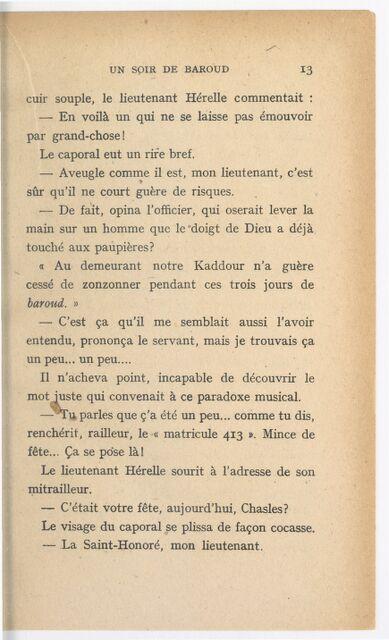 UN SOIR DE BAROUD 13
cuir souple, le lieutenant Hérelle commentait :
— En voilà un qui ne se laisse pas émouvoir
par grand-chose!
Le caporal eut un rire bref.
— Aveugle comme il est, mon lieutenant, c'est
sûr qu'il ne court guère de risques.
— De fait, opina l'officier, qui oserait lever la
main sur un homme que le doigt de Dieu a déjà
touché aux paupières?
« Au demeurant notre Kaddour n'a guère
cessé de zonzonner pendant ces trois jours de
baroud. »
— C'est ça qu'il me semblait aussi l'avoir
entendu, prononça le servant, mais je trouvais ça
un peu... un peu....
Il n'acheva point, incapable de découvrir le
mot juste qui convenait à ce paradoxe musical.
— Tu parles que ç'a été un peu... comme tu dis,
renchérit, railleur, le « matricule 413 ». Mince de
fête... Ça se pose là!
Le lieutenant Hérelle sourit à l'adresse de son
mitrailleur.
— C'était votre fête, aujourd'hui, Chasles?
Le visage du caporal se plissa de façon cocasse.
— La Saint-Honoré, mon lieutenant.